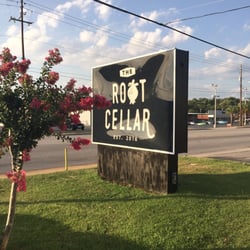 THE
ROOT
CELLAR
EST. 2016